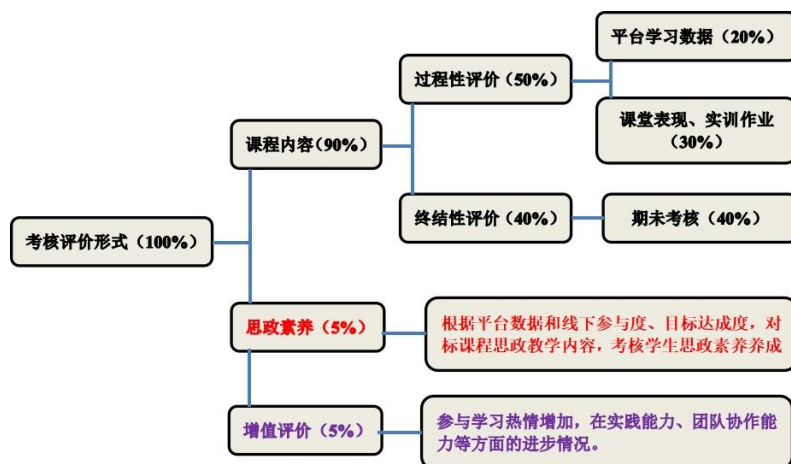 平台学习数据（20%）
过程性评价（50%）
课堂表现、实训作业
（30%）
课程内容(90%）
终结性评价（40%）
期未考核（40%）
考核评价形式（100%）
思政素养（5%）
根据平台数据和线下参与度、目标达成度，对
标课程思政教学内容，考核学生思政素养养成
增值评价（5%）
参与学习热情增加，在实践能力、团队协作能
力等方面的进步情况。